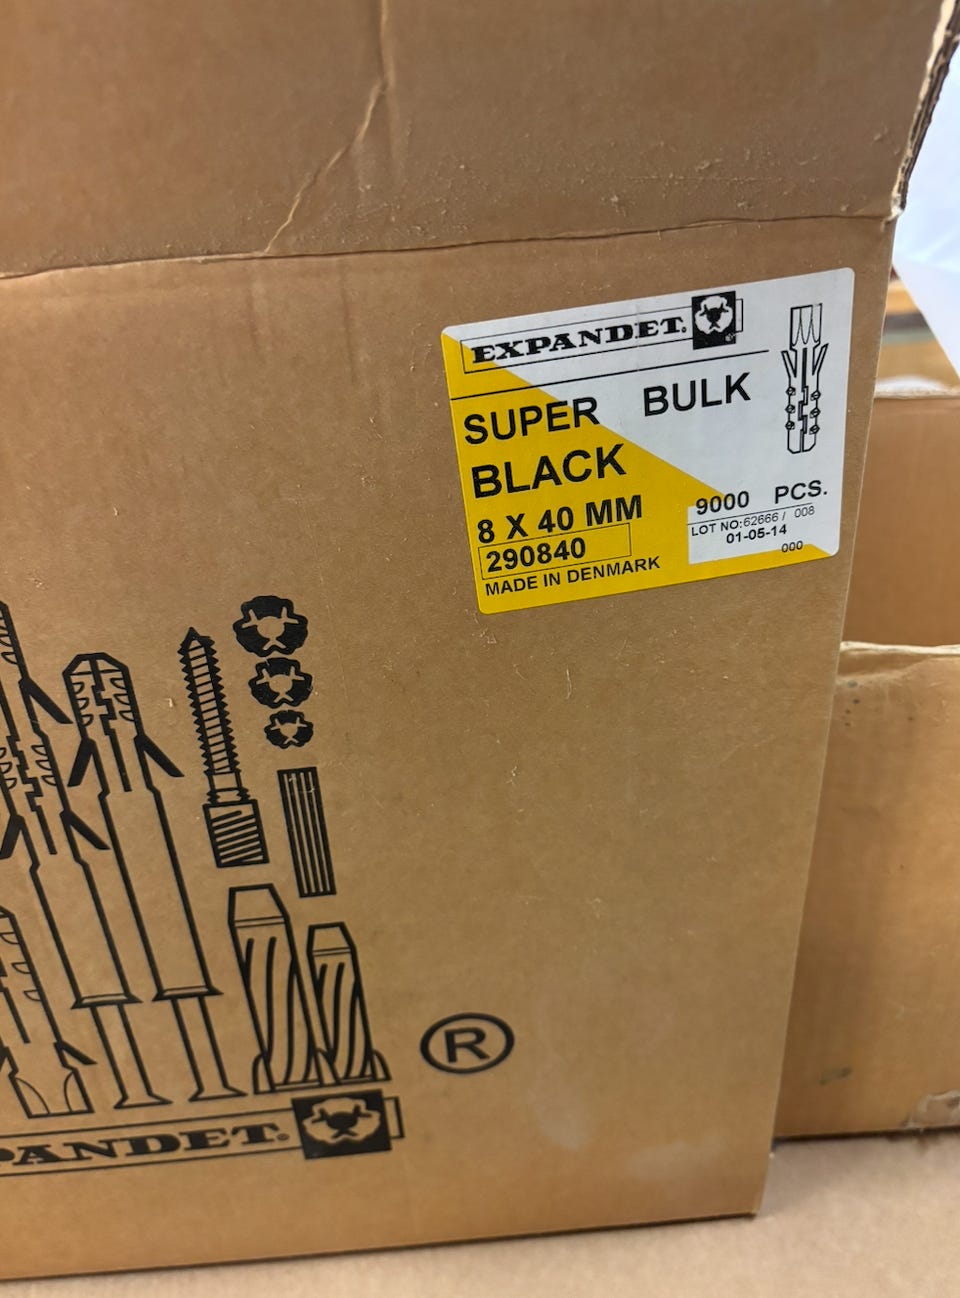 EXPANDET.®
SUPER BULK
BLACK
8 X 40 MM
290840
MADE IN DENMARK
9000 PCS.
LOT NO:62666 / 008
01-05-14
000
®
PANDET.